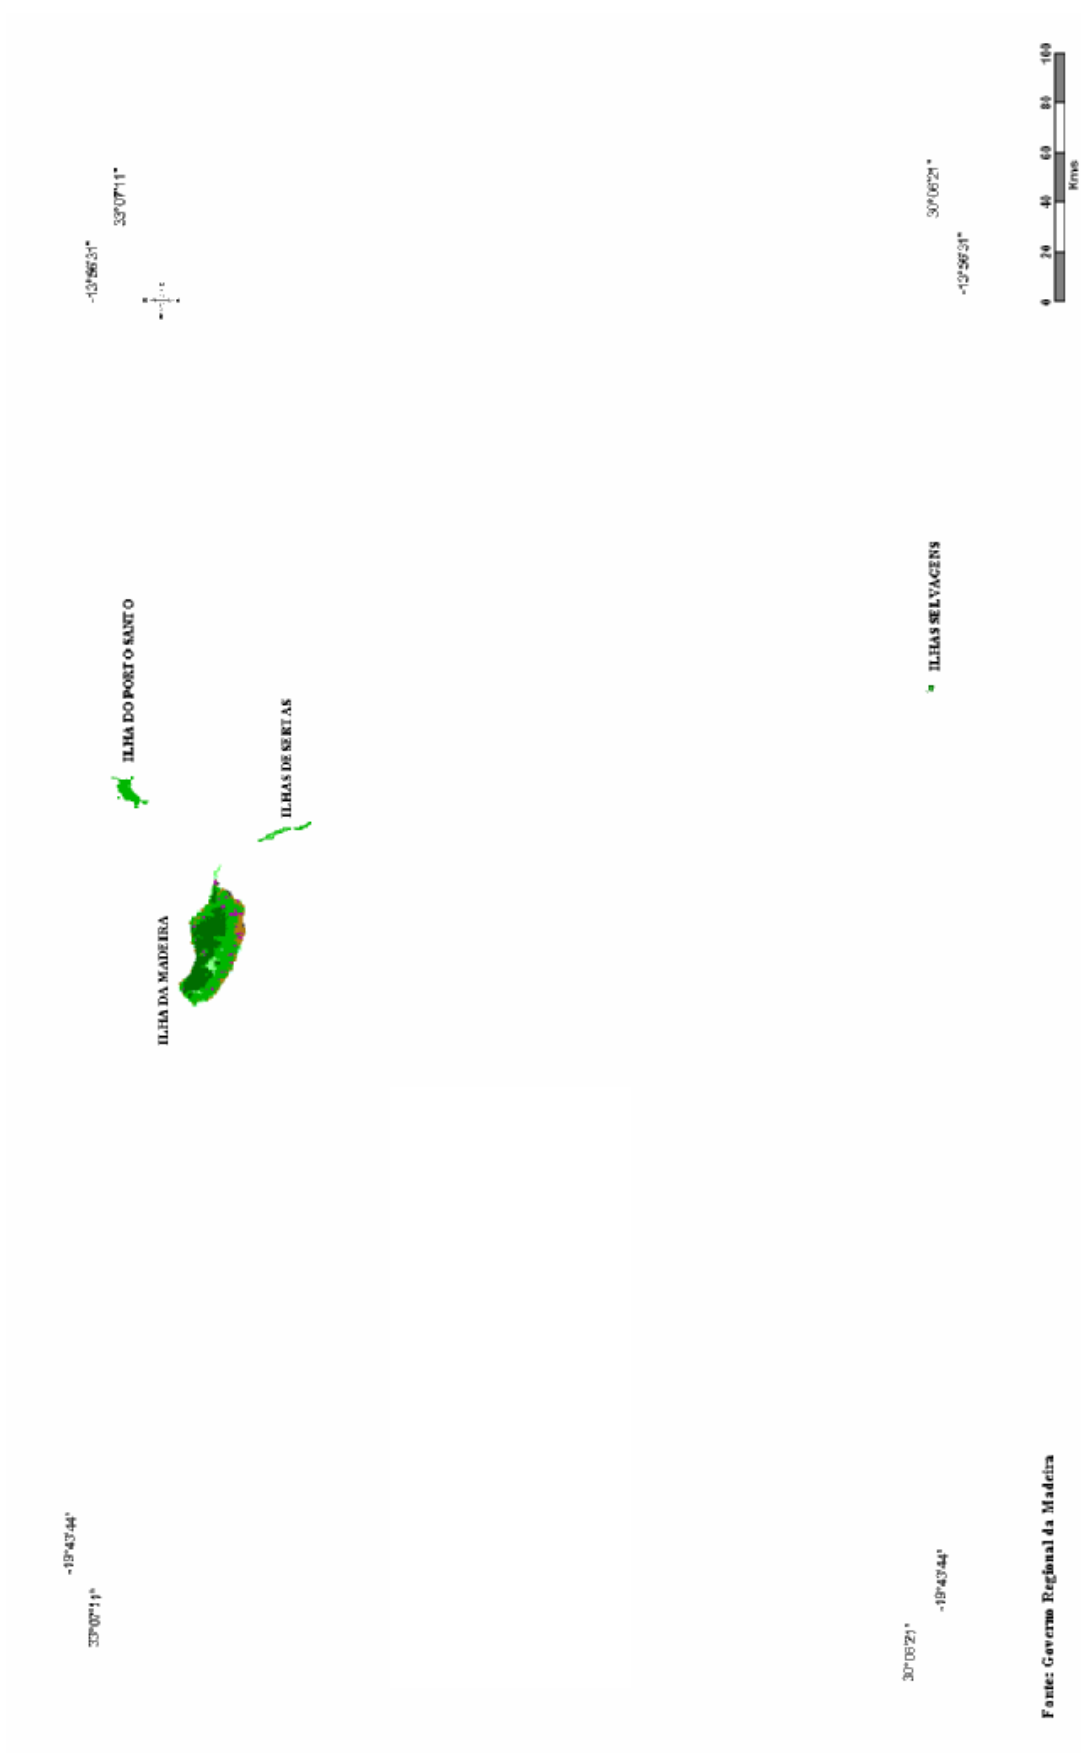 -19°43'44"
33°07'11"
-13°56'31"
33°07'11"
ILHA DA MADEIRA
ILHA DO PORTO SANTO
ILHAS DESERTAS
ILHAS SELVAGENS
30°06'21"
-19°43'44"
30°06'21"
-13°56'31"
Fonte: Governo Regional da Madeira
0 20 40 60 80 100
Kms